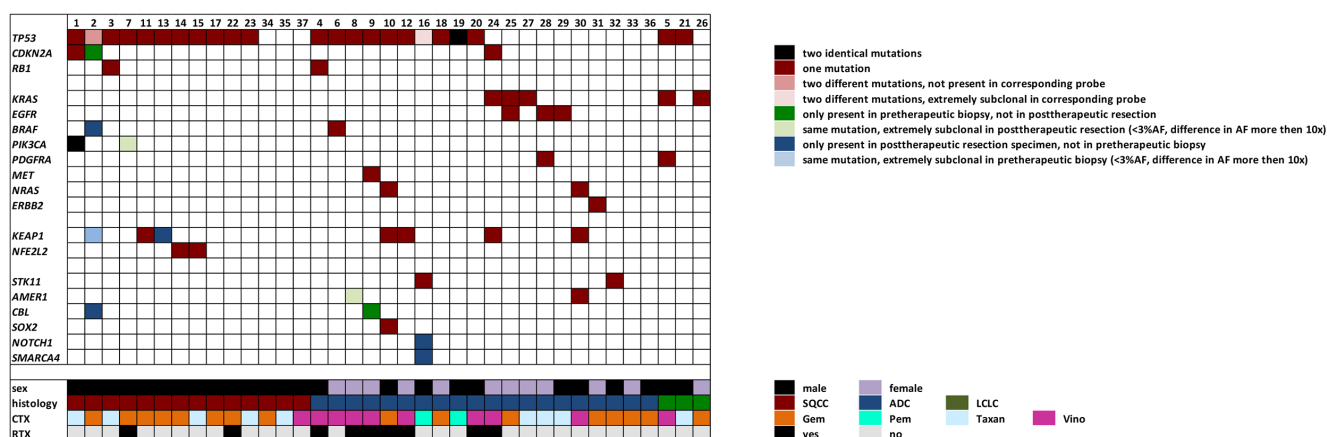 1 2 3 7 11 13 14 15 17 22 23 34 35 37 4 6 8 9 10 12 16 18 19 20 24 25 27 28 29 30 31 32 33 36 5 21 26
TP53
CDKN2A
RB1
KRAS
EGFR
BRAF
PIK3CA
PDGFRA
MET
NRAS
ERBB2
KEAP1
NFE2L2
STK11
AMER1
CBL
SOX2
NOTCH1
SMARCA4
sex
histology
CTX
RTX
two identical mutations
one mutation
two different mutations, not present in corresponding probe
two different mutations, extremely subclonal in corresponding probe
only present in pretherapeutic biopsy, not in posttherapeutic resection
same mutation, extremely subclonal in posttherapeutic resection (<3%AF, difference in AF more then 10x)
only present in posttherapeutic resection specimen, not in pretherapeutic biopsy
same mutation, extremely subclonal in pretherapeutic biopsy (<3%AF, difference in AF more then 10x)
male female
SQCC ADC LCLC
Gem Pem Taxan Vino
yes no